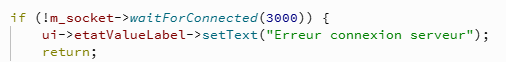 if (!m_socket->waitForConnected(3000)) {
ui->etatValueLabel->setText("Erreur connexion serveur");
return;